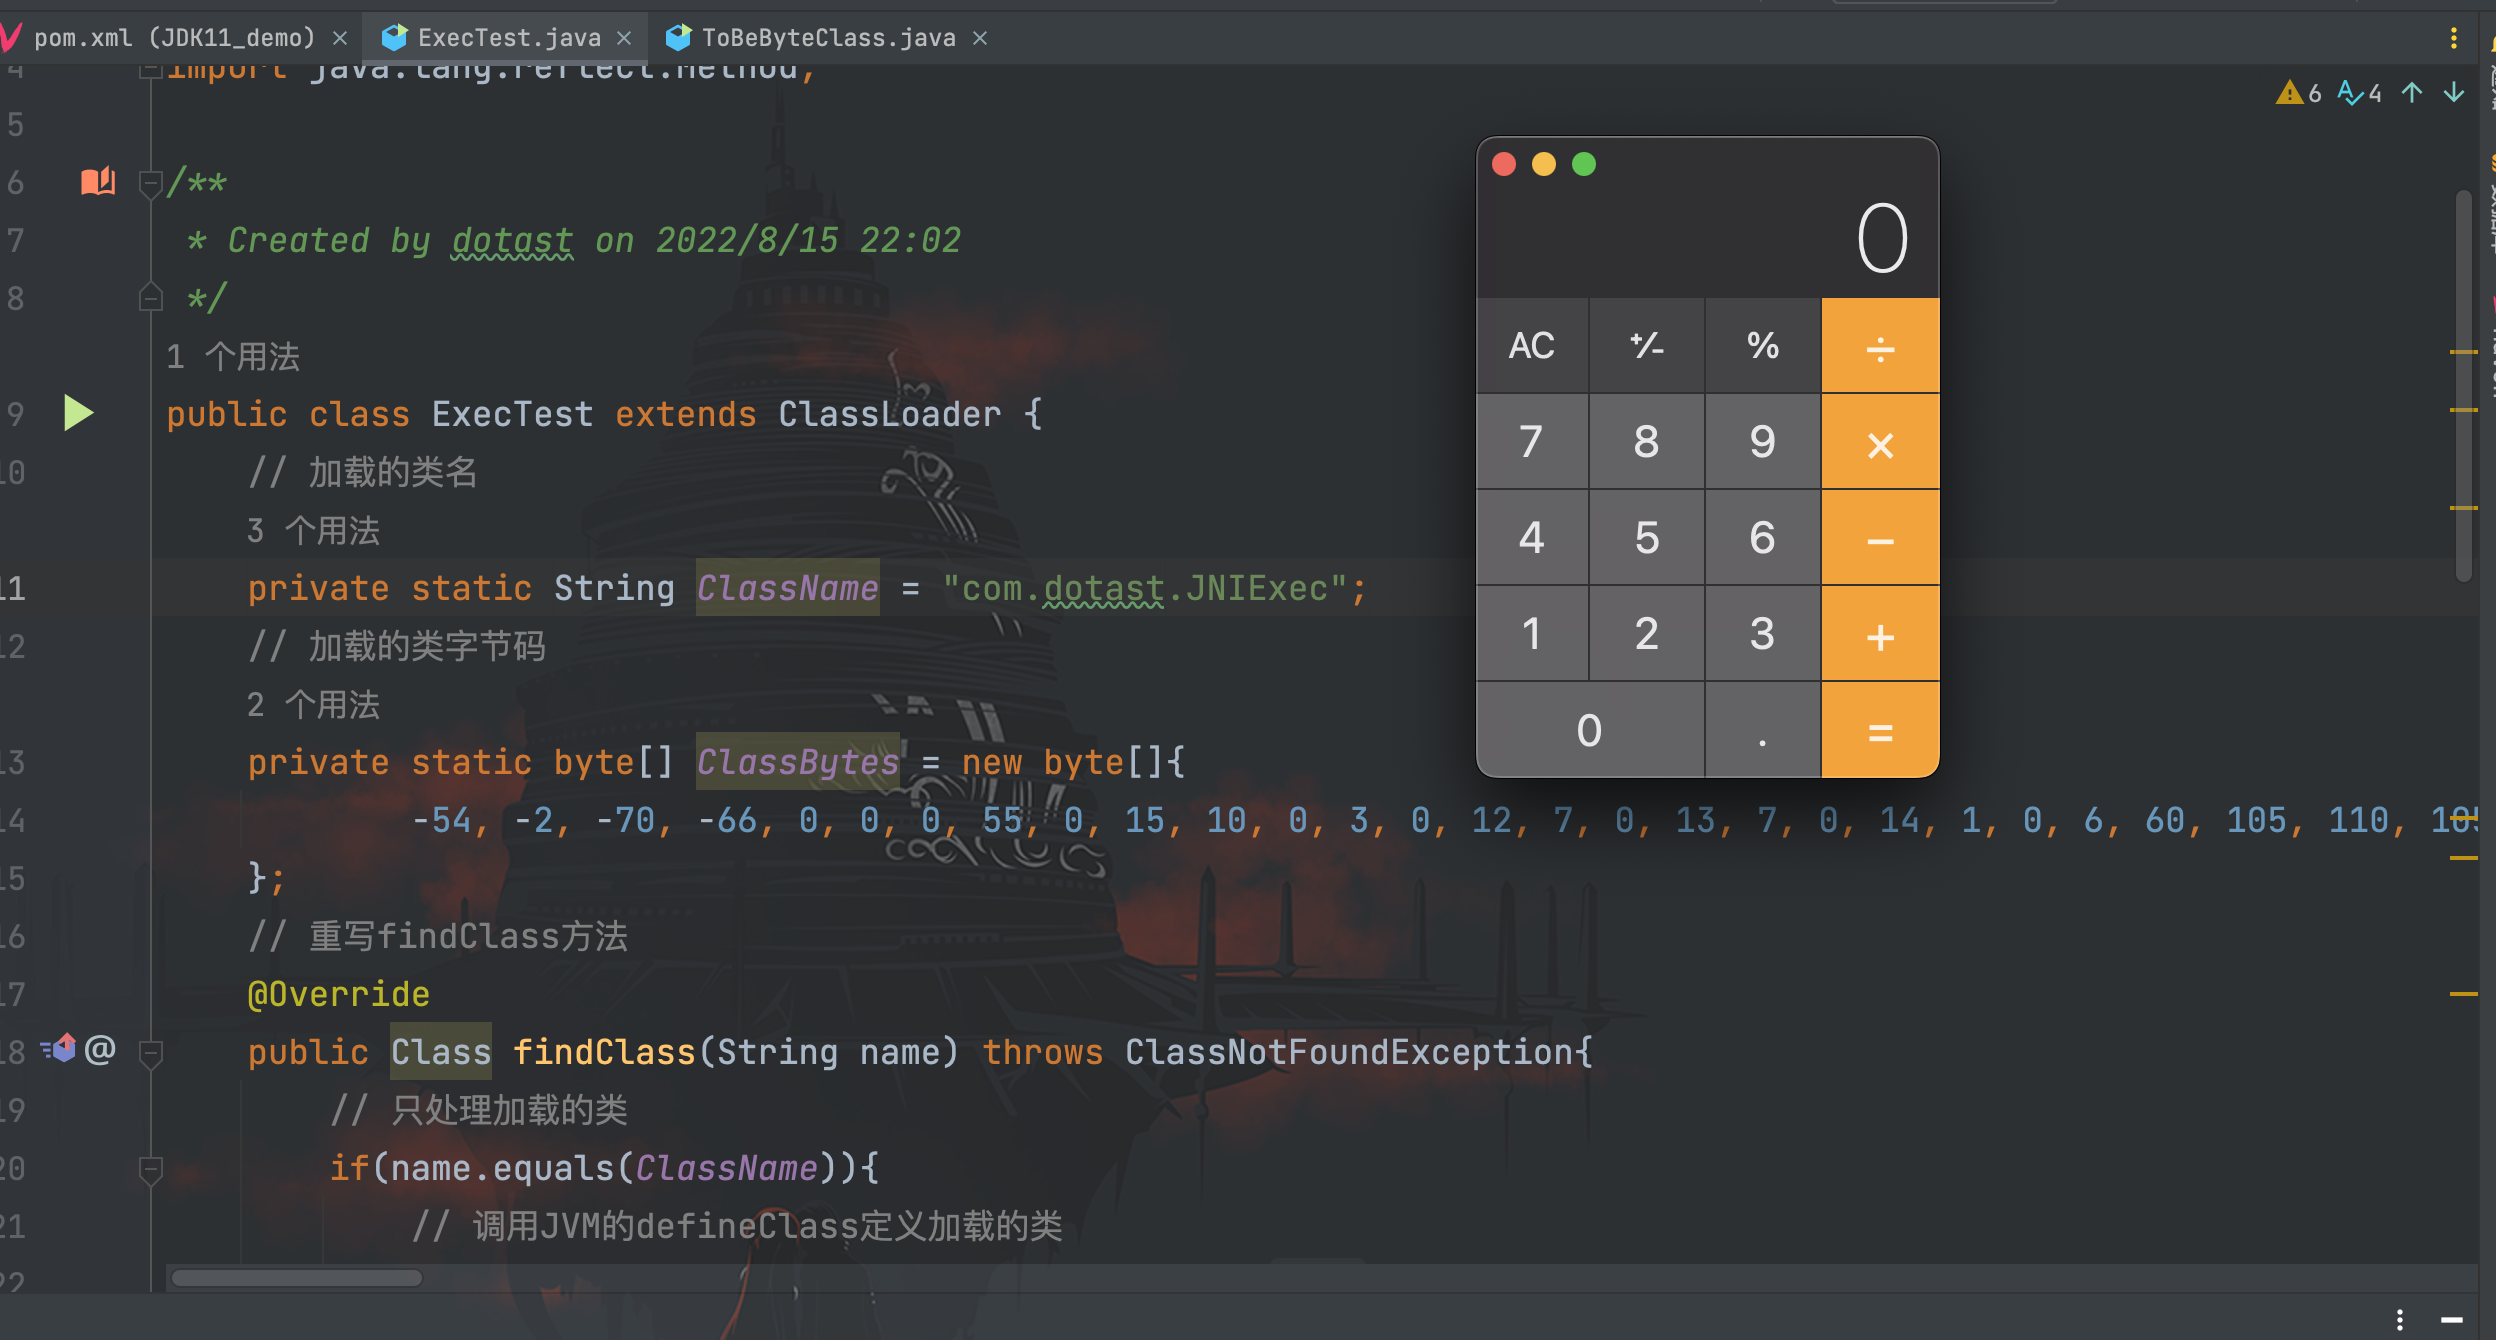 pom.xml (JDK11_demo)
ExecTest.java
ToBeByteClass.java
4 import java.lang.reflect.Method;
6 4
5
6 /**
7 * Created by dotast on 2022/8/15 22:02
8 */
1 个用法
9 public class ExecTest extends ClassLoader {
10 // 加载的类名
3 个用法
11 private static String ClassName = "com.dotast.JNIExec";
12 // 加载的类字节码
2 个用法
13 private static byte[] ClassBytes = new byte[]{
14 -54, -2, -70, -66, 0, 0, 0, 55, 0, 15, 10, 0, 3, 0, 12, 7, 0, 13, 7, 0, 14, 1, 0, 6, 60, 105, 110, 105
15 };
16 // 重写findClass方法
17 @Override
18 @ public Class findClass(String name) throws ClassNotFoundException{
19 // 只处理加载的类
20 if(name.equals(ClassName)){
21 // 调用JVM的defineClass定义加载的类
22
0
AC +/- % ÷
7 8 9 ×
4 5 6 −
1 2 3 +
0 . =